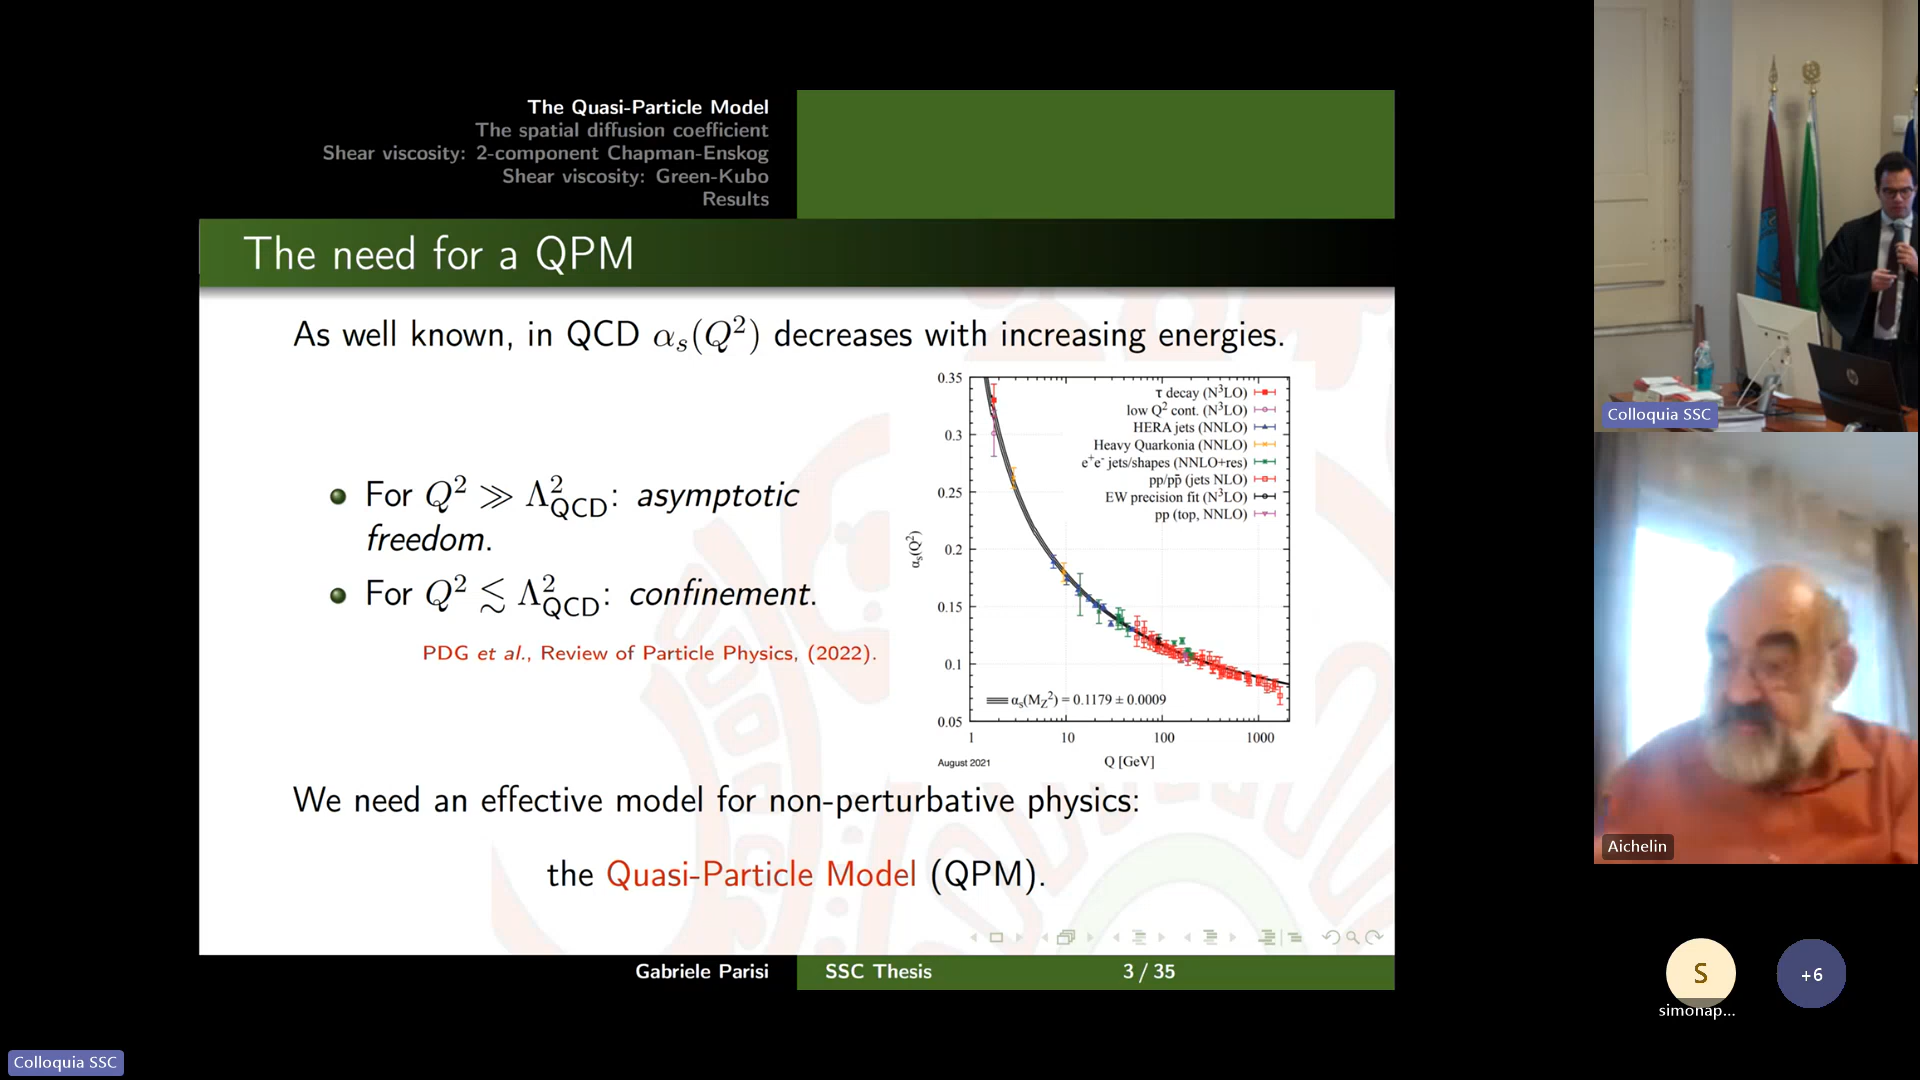 The Quasi-Particle Model
The spatial diffusion coefficient
Shear viscosity: 2-component Chapman-Enskog
Shear viscosity: Green-Kubo
Results
The need for a QPM
As well known, in QCD αₛ(Q²) decreases with increasing energies.
For Q² ≫ Λ²QCD: asymptotic
freedom.
For Q² ≲ Λ²QCD: confinement.
PDG et al., Review of Particle Physics, (2022).
0.35
0.3
0.25
0.2
0.15
0.1
0.05
αₛ(Q²)
τ decay (N³LO)
low Q² cont. (N³LO)
HERA jets (NNLO)
Heavy Quarkonia (NNLO)
e⁺e⁻ jets/shapes (NNLO+res)
pp/pp̄ (jets NLO)
EW precision fit (N³LO)
pp (top, NNLO)
αₛ(M_Z²) = 0.1179 ± 0.0009
1 10 100 1000
August 2021
Q [GeV]
We need an effective model for non-perturbative physics:
the Quasi-Particle Model (QPM).
Gabriele Parisi
SSC Thesis
3 / 35
Colloquia SSC
Aichelin
S
+6
simonap...
Colloquia SSC